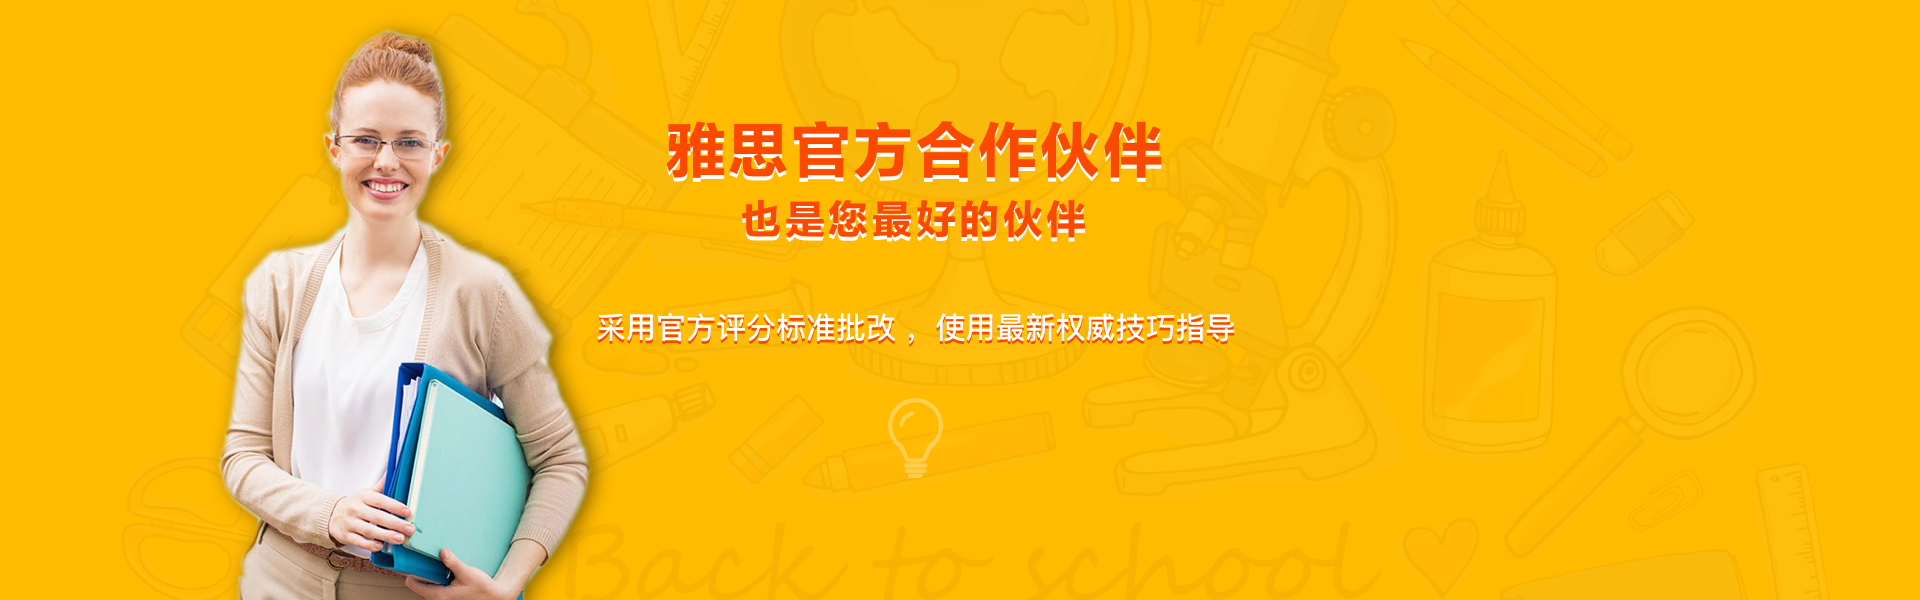 雅思官方合作伙伴
也是您最好的伙伴
采用官方评分标准批改，使用最新权威技巧指导
Back to school